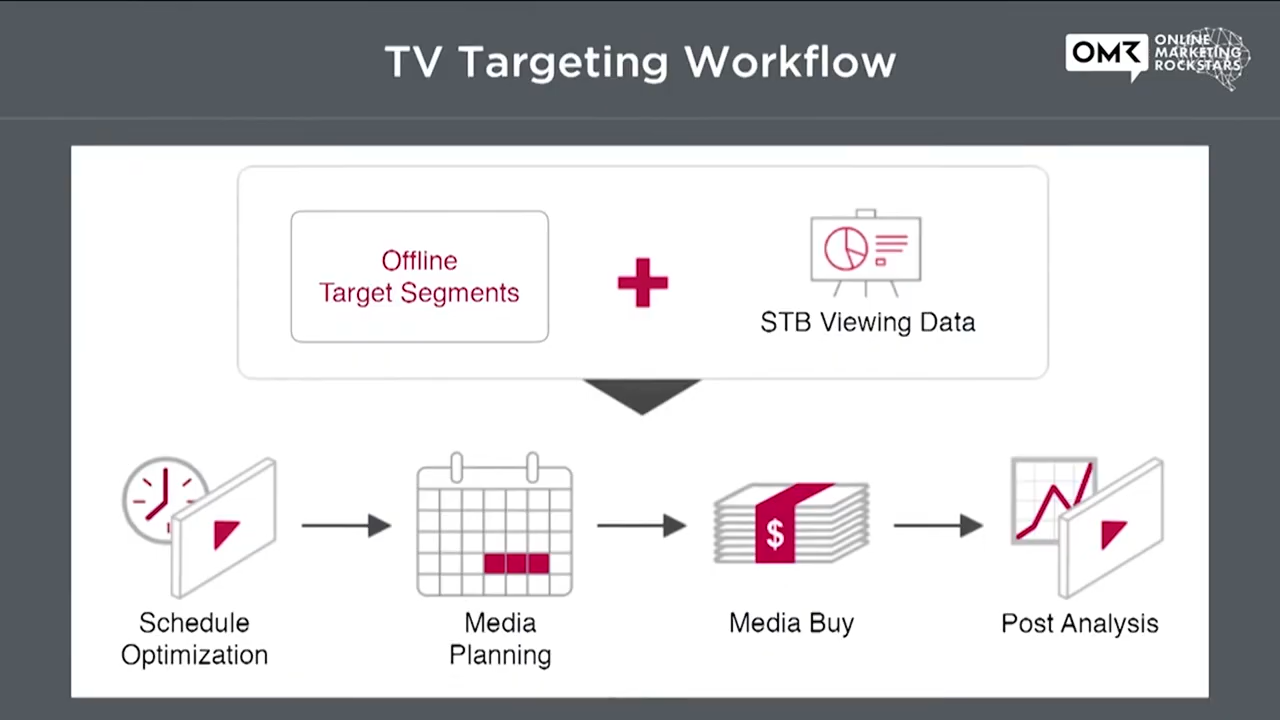 TV Targeting Workflow
OMR
ONLINE
MARKETING
ROCKSTARS
Offline
Target Segments
STB Viewing Data
$
Schedule
Optimization
Media
Planning
Media Buy
Post Analysis